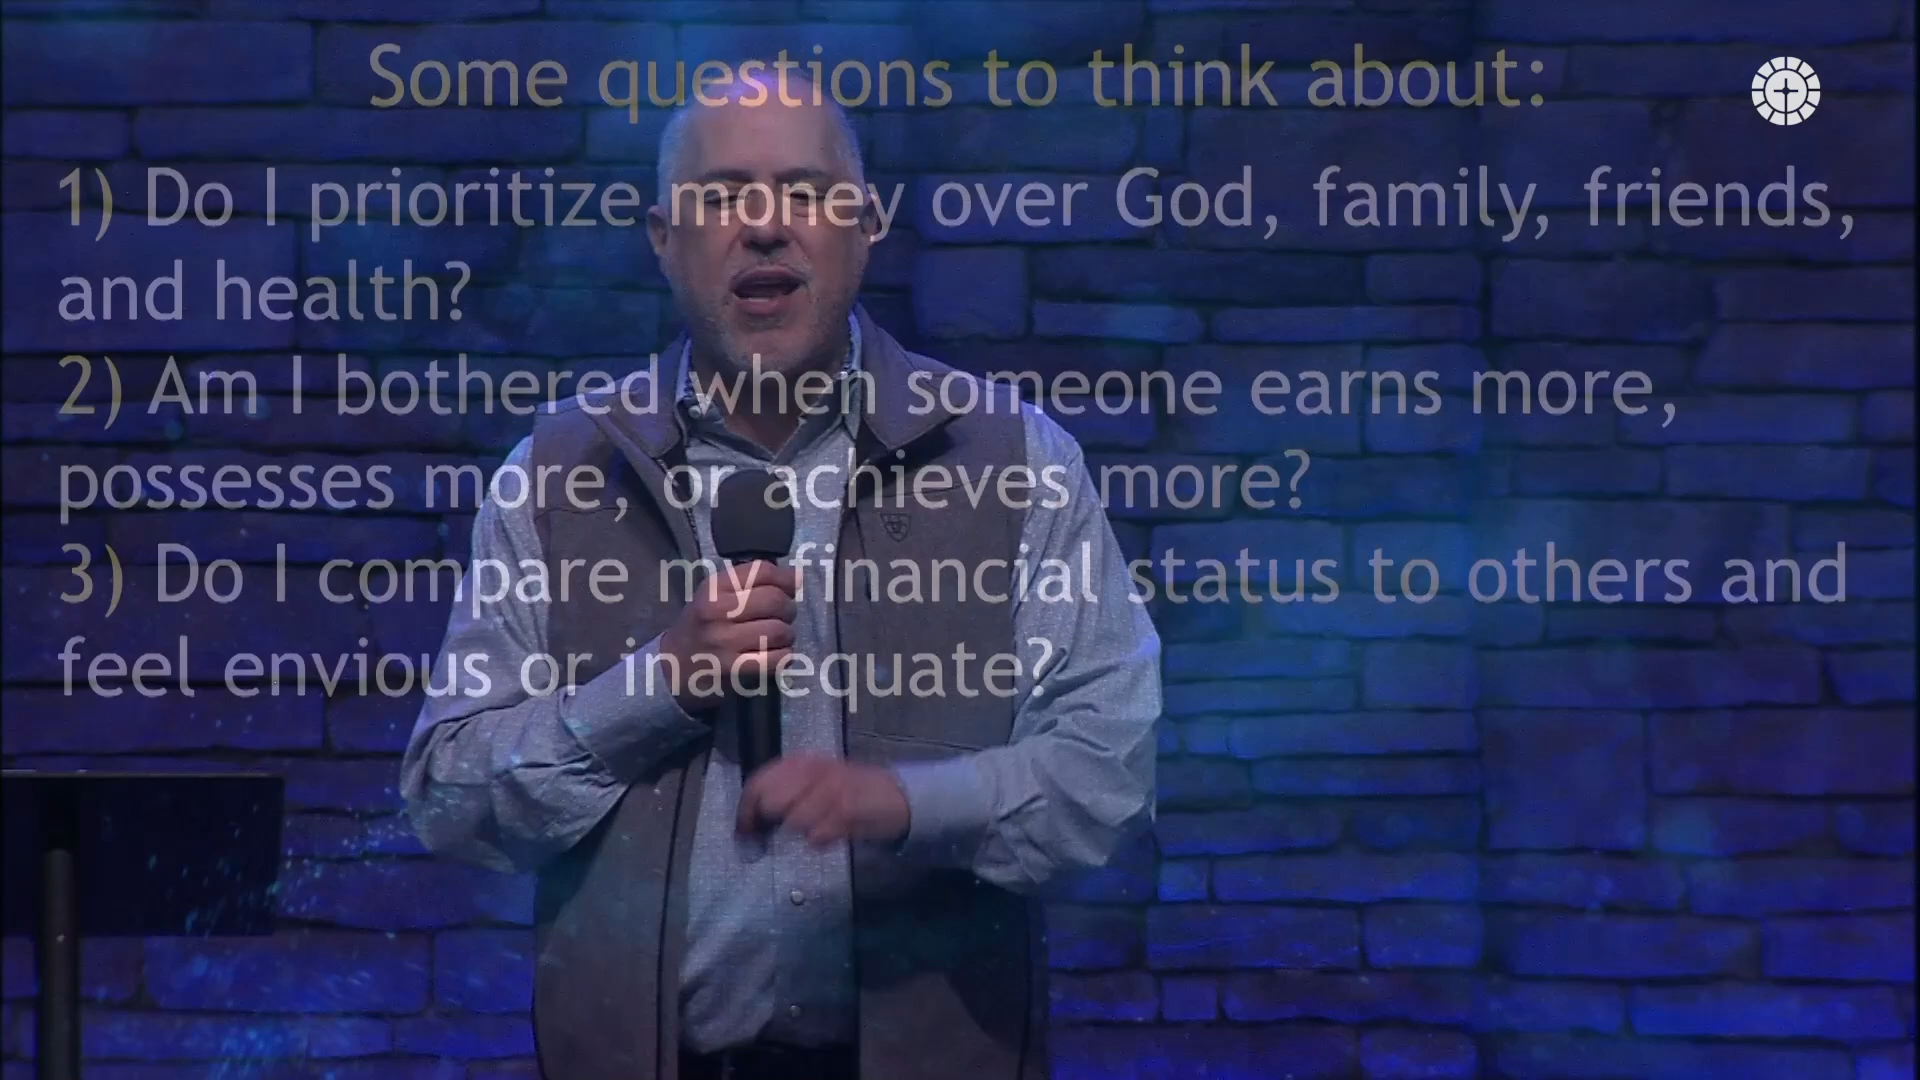 Some questions to think about:
1) Do I prioritize money over God, family, friends,
and health?
2) Am I bothered when someone earns more,
possesses more, or achieves more?
3) Do I compare my financial status to others and
feel envious or inadequate?